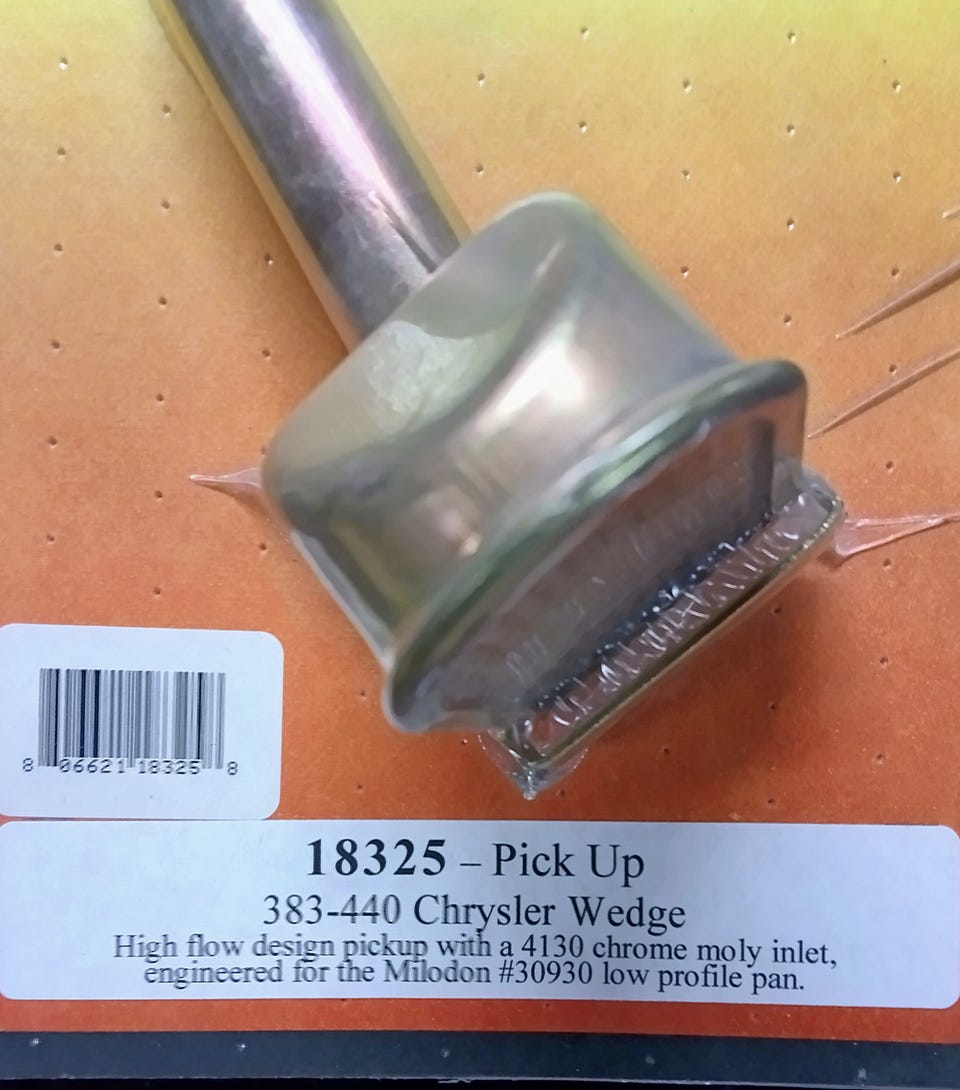 8 06621 18325 8
18325 – Pick Up
383-440 Chrysler Wedge
High flow design pickup with a 4130 chrome moly inlet,
engineered for the Milodon #30930 low profile pan.